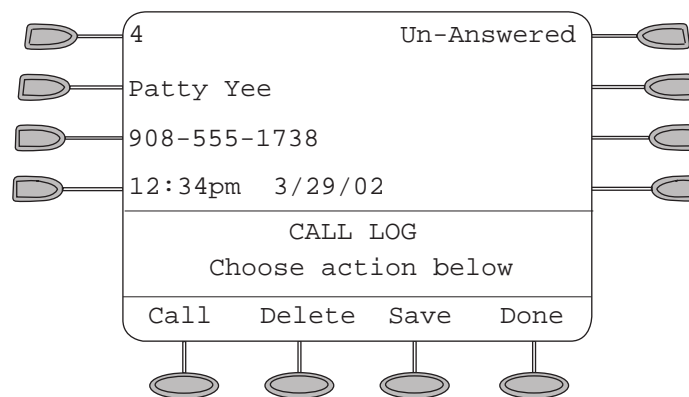 4 Un-Answered
Patty Yee
908-555-1738
12:34pm 3/29/02
CALL LOG
Choose action below
Call Delete Save Done